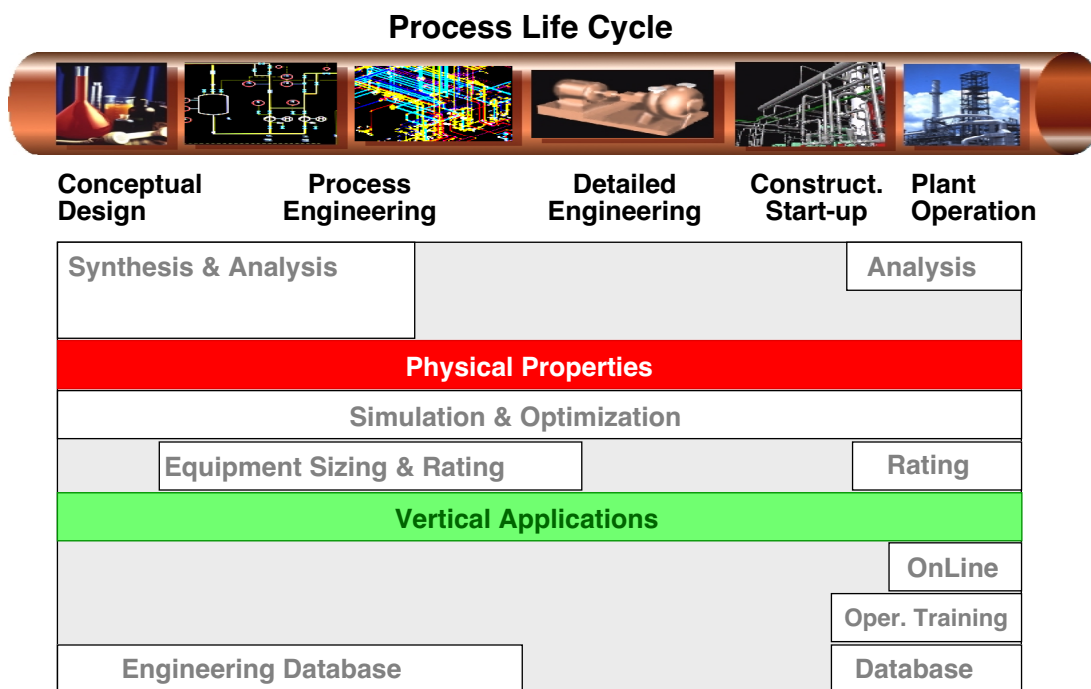 Process Life Cycle
Conceptual
Design
Process
Engineering
Detailed
Engineering
Construct.
Start-up
Plant
Operation
Synthesis & Analysis
Analysis
Physical Properties
Simulation & Optimization
Equipment Sizing & Rating
Rating
Vertical Applications
OnLine
Oper. Training
Engineering Database
Database